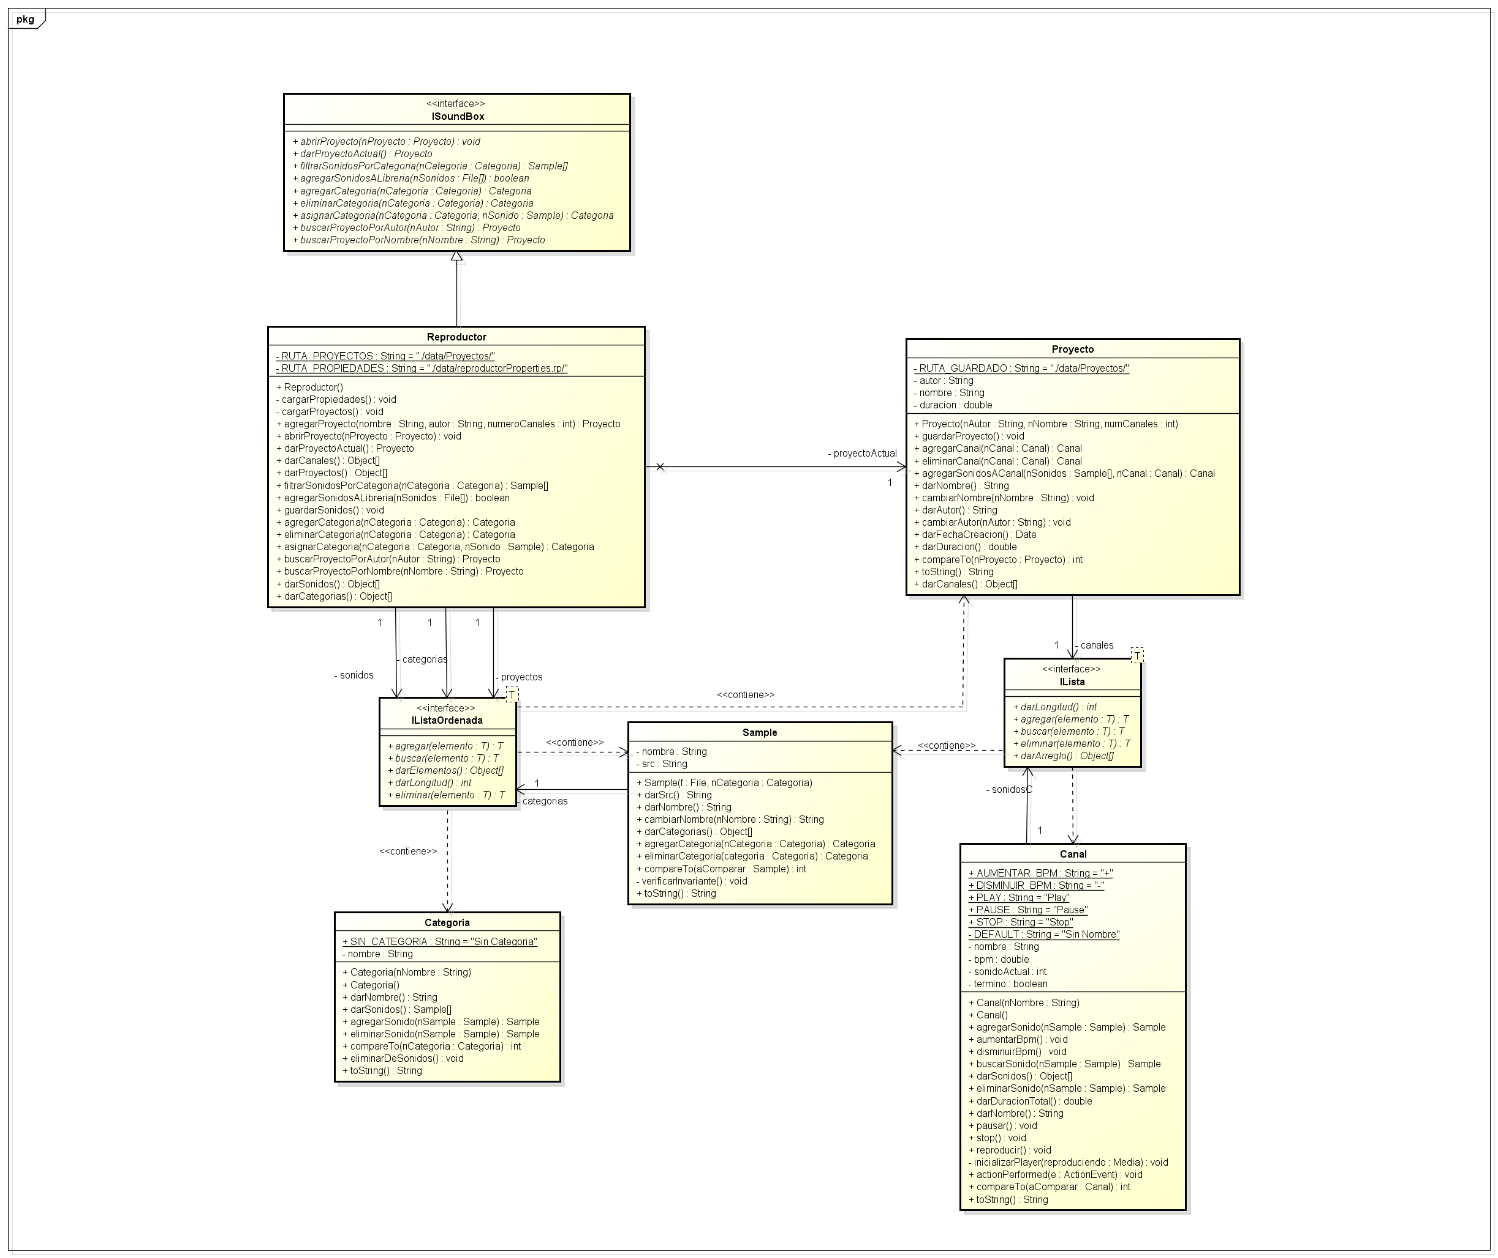 pkg
<<interface>>
ISoundBox
+ abrirProyecto(nProyecto : Proyecto) : void
+ darProyectoActual() : Proyecto
+ filtrarSonidosPorCategoria(nCategoria : Categoria) : Sample[]
+ agregarSonidosALibreria(nSonidos : File[]) : boolean
+ agregarCategoria(nCategoria : Categoria) : Categoria
+ eliminarCategoria(nCategoria : Categoria) : Categoria
+ asignarCategoria(nCategoria : Categoria, nSonido : Sample) : Categoria
+ buscarProyectoPorAutor(nAutor : String) : Proyecto
+ buscarProyectoPorNombre(nNombre : String) : Proyecto
Reproductor
- RUTA_PROYECTOS : String = "./data/Proyectos/"
- RUTA_PROPIEDADES : String = "./data/reproductorProperties.rp/"
+ Reproductor()
- cargarPropiedades() : void
- cargarProyectos() : void
+ agregarProyecto(nombre : String, autor : String, numeroCanales : int) : Proyecto
+ abrirProyecto(nProyecto : Proyecto) : void
+ darProyectoActual() : Proyecto
+ darCanales() : Object[]
+ darProyectos() : Object[]
+ filtrarSonidosPorCategoria(nCategoria : Categoria) : Sample[]
+ agregarSonidosALibreria(nSonidos : File[]) : boolean
+ guardarSonidos() : void
+ agregarCategoria(nCategoria : Categoria) : Categoria
+ eliminarCategoria(nCategoria : Categoria) : Categoria
+ asignarCategoria(nCategoria : Categoria, nSonido : Sample) : Categoria
+ buscarProyectoPorAutor(nAutor : String) : Proyecto
+ buscarProyectoPorNombre(nNombre : String) : Proyecto
+ darSonidos() : Object[]
+ darCategorias() : Object[]
- proyectoActual
1
Proyecto
- RUTA_GUARDADO : String = "./data/Proyectos/"
- autor : String
- nombre : String
- duracion : double
+ Proyecto(nAutor : String, nNombre : String, numCanales : int)
+ guardarProyecto() : void
+ agregarCanal(nCanal : Canal) : Canal
+ eliminarCanal(nCanal : Canal) : Canal
+ agregarSonidosACanal(nSonidos : Sample[], nCanal : Canal) : Canal
+ darNombre() : String
+ cambiarNombre(nNombre : String) : void
+ darAutor() : String
+ cambiarAutor(nAutor : String) : void
+ darFechaCreacion() : Date
+ darDuracion() : double
+ compareTo(nProyecto : Proyecto) : int
+ toString() : String
+ darCanales() : Object[]
1
1
1
- sonidos
- categorias
- proyectos
1
- canales
T
<<interface>>
IListaOrdenada
+ agregar(elemento : T) : T
+ buscar(elemento : T) : T
+ darElementos() : Object[]
+ darLongitud() : int
+ eliminar(elemento : T) : T
<<contiene>>
<<contiene>>
1
- categorias
<<contiene>>
Sample
- nombre : String
- src : String
+ Sample(f : File, nCategoria : Categoria)
+ darSrc() : String
+ darNombre() : String
+ cambiarNombre(nNombre : String) : String
+ darCategorias() : Object[]
+ agregarCategoria(nCategoria : Categoria) : Categoria
+ eliminarCategoria(categoria : Categoria) : Categoria
+ compareTo(aComparar : Sample) : int
- verificarInvariante() : void
+ toString() : String
<<contiene>>
T
<<interface>>
ILista
+ darLongitud() : int
+ agregar(elemento : T) : T
+ buscar(elemento : T) : T
+ eliminar(elemento : T) : T
+ darArreglo() : Object[]
- sonidosC
1
Categoria
+ SIN_CATEGORIA : String = "Sin Categoria"
- nombre : String
+ Categoria(nNombre : String)
+ Categoria()
+ darNombre() : String
+ darSonidos() : Sample[]
+ agregarSonido(nSample : Sample) : Sample
+ eliminarSonido(nSample : Sample) : Sample
+ compareTo(nCategoria : Categoria) : int
+ eliminarDeSonidos() : void
+ toString() : String
Canal
+ AUMENTAR_BPM : String = "+"
+ DISMINUIR_BPM : String = "-"
+ PLAY : String = "Play"
+ PAUSE : String = "Pause"
+ STOP : String = "Stop"
- DEFAULT : String = "Sin Nombre"
- nombre : String
- bpm : double
- sonidoActual : int
- termino : boolean
+ Canal(nNombre : String)
+ Canal()
+ agregarSonido(nSample : Sample) : Sample
+ aumentarBpm() : void
+ disminuirBpm() : void
+ buscarSonido(nSample : Sample) : Sample
+ darSonidos() : Object[]
+ eliminarSonido(nSample : Sample) : Sample
+ darDuracionTotal() : double
+ darNombre() : String
+ pausar() : void
+ stop() : void
+ reproducir() : void
- inicializarPlayer(reproduciendo : Media) : void
+ actionPerformed(e : ActionEvent) : void
+ compareTo(aComparar : Canal) : int
+ toString() : String